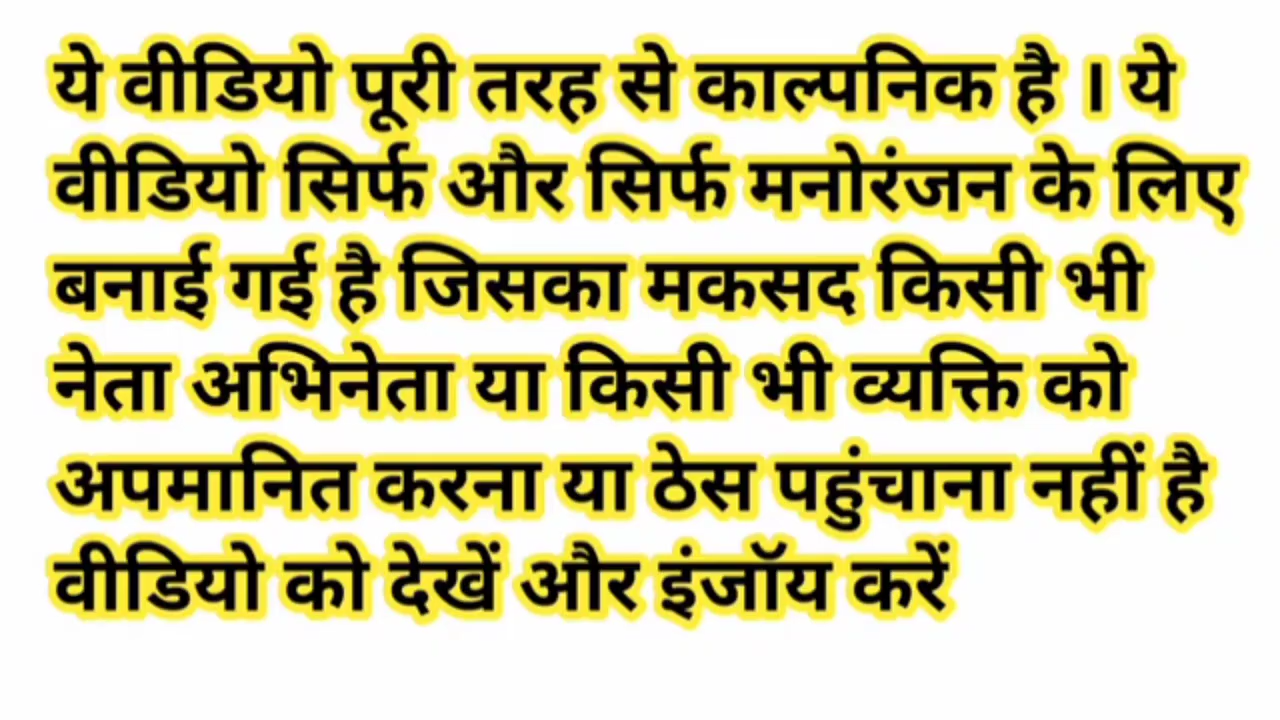 ये वीडियो पूरी तरह से काल्पनिक है । ये
वीडियो सिर्फ और सिर्फ मनोरंजन के लिए
बनाई गई है जिसका मकसद किसी भी
नेता अभिनेता या किसी भी व्यक्ति को
अपमानित करना या ठेस पहुंचाना नहीं है
वीडियो को देखें और इंजॉय करें